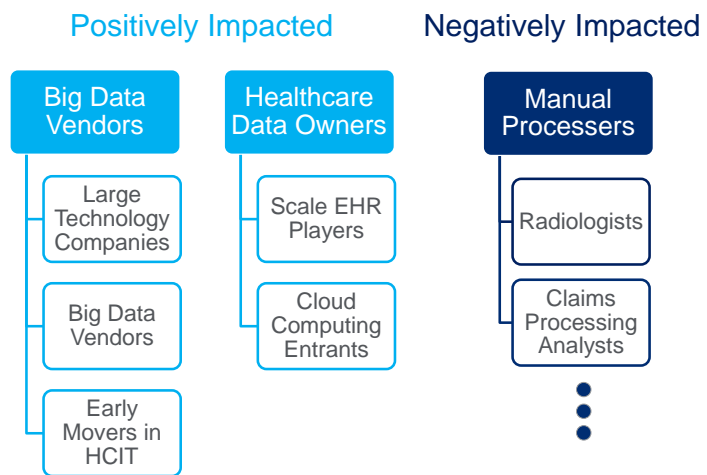 Positively Impacted
Negatively Impacted
Big Data
Vendors
Healthcare
Data Owners
Manual
Processers
Large
Technology
Companies
Scale EHR
Players
Radiologists
Big Data
Vendors
Cloud
Computing
Entrants
Claims
Processing
Analysts
Early
Movers in
HCIT